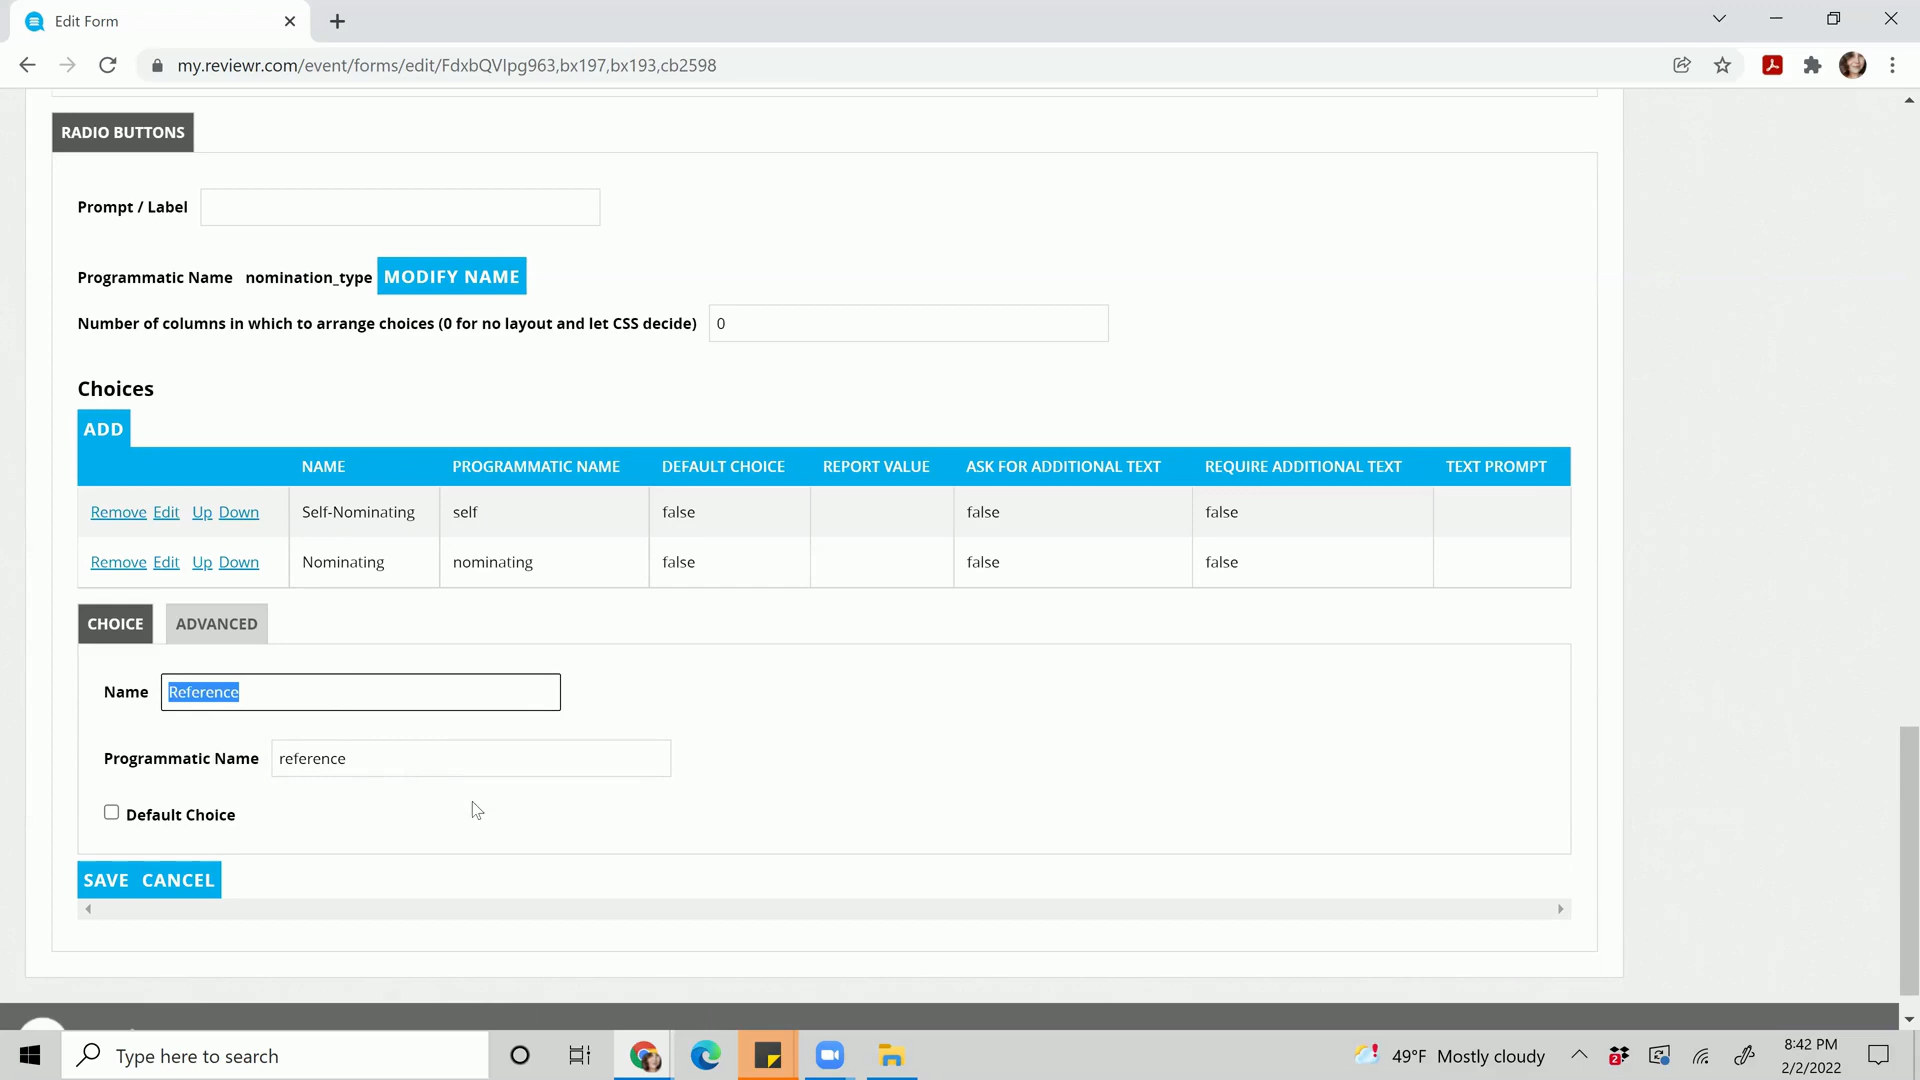 Edit Form
my.reviewr.com/event/forms/edit/FdxbQVlpg963,bx197,bx193,cb2598
RADIO BUTTONS
Prompt / Label
Programmatic Name nomination_type MODIFY NAME
Number of columns in which to arrange choices (0 for no layout and let CSS decide) 0
Choices
ADD
NAME PROGRAMMATIC NAME DEFAULT CHOICE REPORT VALUE ASK FOR ADDITIONAL TEXT REQUIRE ADDITIONAL TEXT TEXT PROMPT
Remove Edit Up Down Self-Nominating self false false false
Remove Edit Up Down Nominating nominating false false false
CHOICE ADVANCED
Name Reference
Programmatic Name reference
Default Choice
SAVE CANCEL
Type here to search
2
49°F Mostly cloudy
8:42 PM
2/2/2022